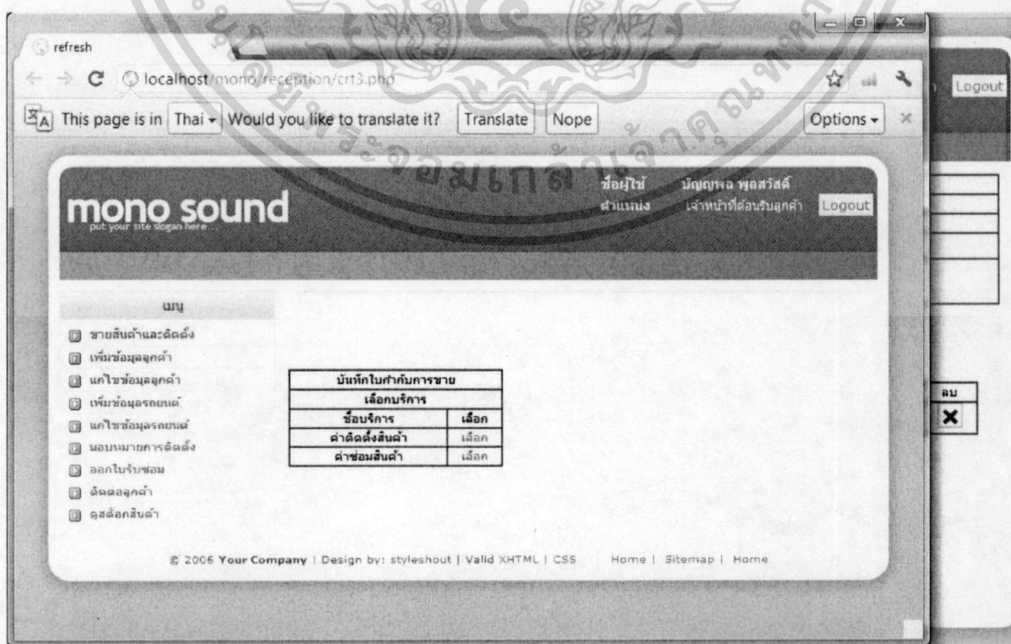 refresh
localhost/mono/reception/crt3.php
This page is in Thai Would you like to translate it? Translate Nope Options
mono sound
put your site slogan here...
ชื่อผู้ใช้ บัญญพล พูลสวัสดิ์
ตำแหน่ง เจ้าหน้าที่ต้อนรับลูกค้า Logout
Logout
เมนู
ขายสินค้าและติดตั้ง
เพิ่มข้อมูลลูกค้า
แก้ไขข้อมูลลูกค้า
เพิ่มข้อมูลรถยนต์
แก้ไขข้อมูลรถยนต์
มอบหมายการติดตั้ง
ออกใบรับซ่อม
ติดต่อลูกค้า
ดูสต๊อกสินค้า
บันทึกใบกำกับการขาย
เลือกบริการ
ชื่อบริการ เลือก
ค่าติดตั้งสินค้า เลือก
ค่าซ่อมสินค้า เลือก
ลบ
© 2006 Your Company | Design by: styleshout | Valid XHTML | CSS Home | Sitemap | Home